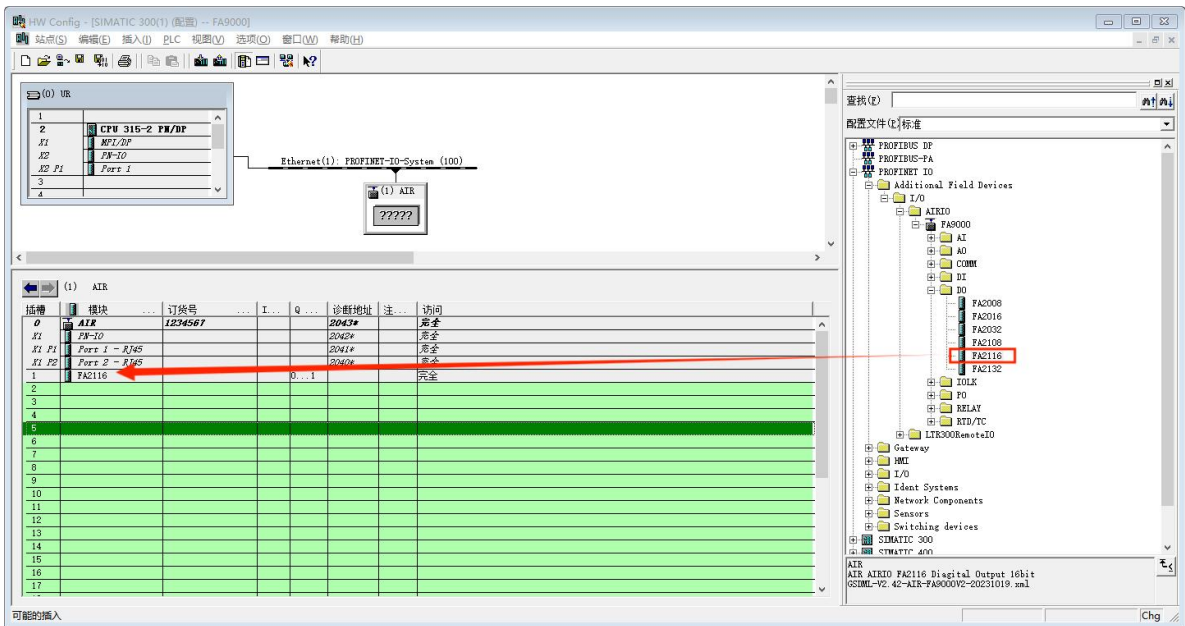 HW Config - [SIMATIC 300(1) (配置) -- FA9000]
站点(S) 编辑(E) 插入(I) PLC 视图(V) 选项(O) 窗口(W) 帮助(H)
(0) UR
1
2 CPU 315-2 PN/DP
X1 MPI/DP
X2 PN-IO
X2 P1 Port 1
3
4
Ethernet(1): PROFINET-IO-System (100)
(1) AIR
?????
(1) AIR
插槽 模块 ... 订货号 ... I... Q ... 诊断地址 注... 访问
0 AIR 1234567 2043* 完全
X1 PN-IO 2042* 完全
X1 P1 Port 1 - RJ45 2041* 完全
X1 P2 Port 2 - RJ45 2040* 完全
1 FA2116 0...1 完全
2
3
4
5
6
7
8
9
10
11
12
13
14
15
16
17
查找(F)
配置文件(P) 标准
PROFIBUS DP
PROFIBUS-PA
PROFINET IO
Additional Field Devices
I/O
AIRIO
FA9000
AI
AO
COMM
DI
DO
FA2008
FA2016
FA2032
FA2108
FA2116
FA2132
IOLK
PO
RELAY
RTD/TC
LTR300RemoteIO
Gateway
HMI
I/O
Ident Systems
Network Components
Sensors
Switching devices
SIMATIC 300
SIMATIC 400
AIR
AIR AIRIO FA2116 Diagital Output 16bit
GSDML-V2.42-AIR-FA9000V2-20231019.xml
可能的插入
Chg